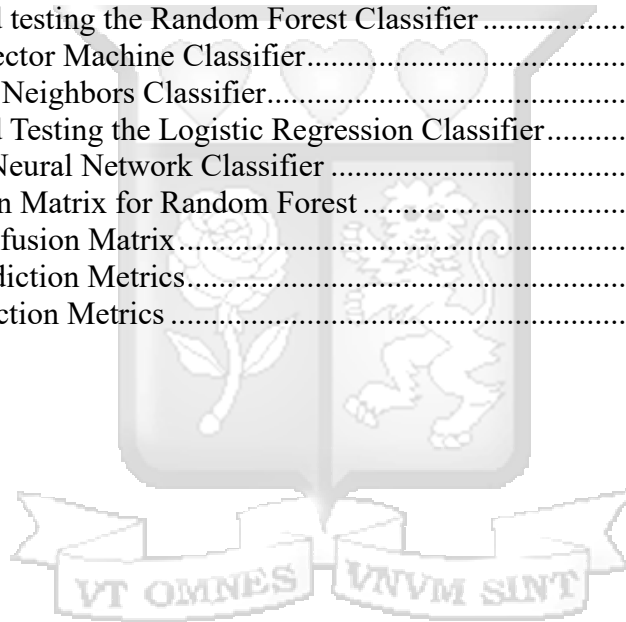 d testing the Random Forest Classifier ..................
ector Machine Classifier........................................
Neighbors Classifier.............................................
d Testing the Logistic Regression Classifier..........
Neural Network Classifier .....................................
n Matrix for Random Forest .................................
fusion Matrix........................................................
diction Metrics......................................................
ction Metrics ........................................................
VT OMNES VNVM SINT